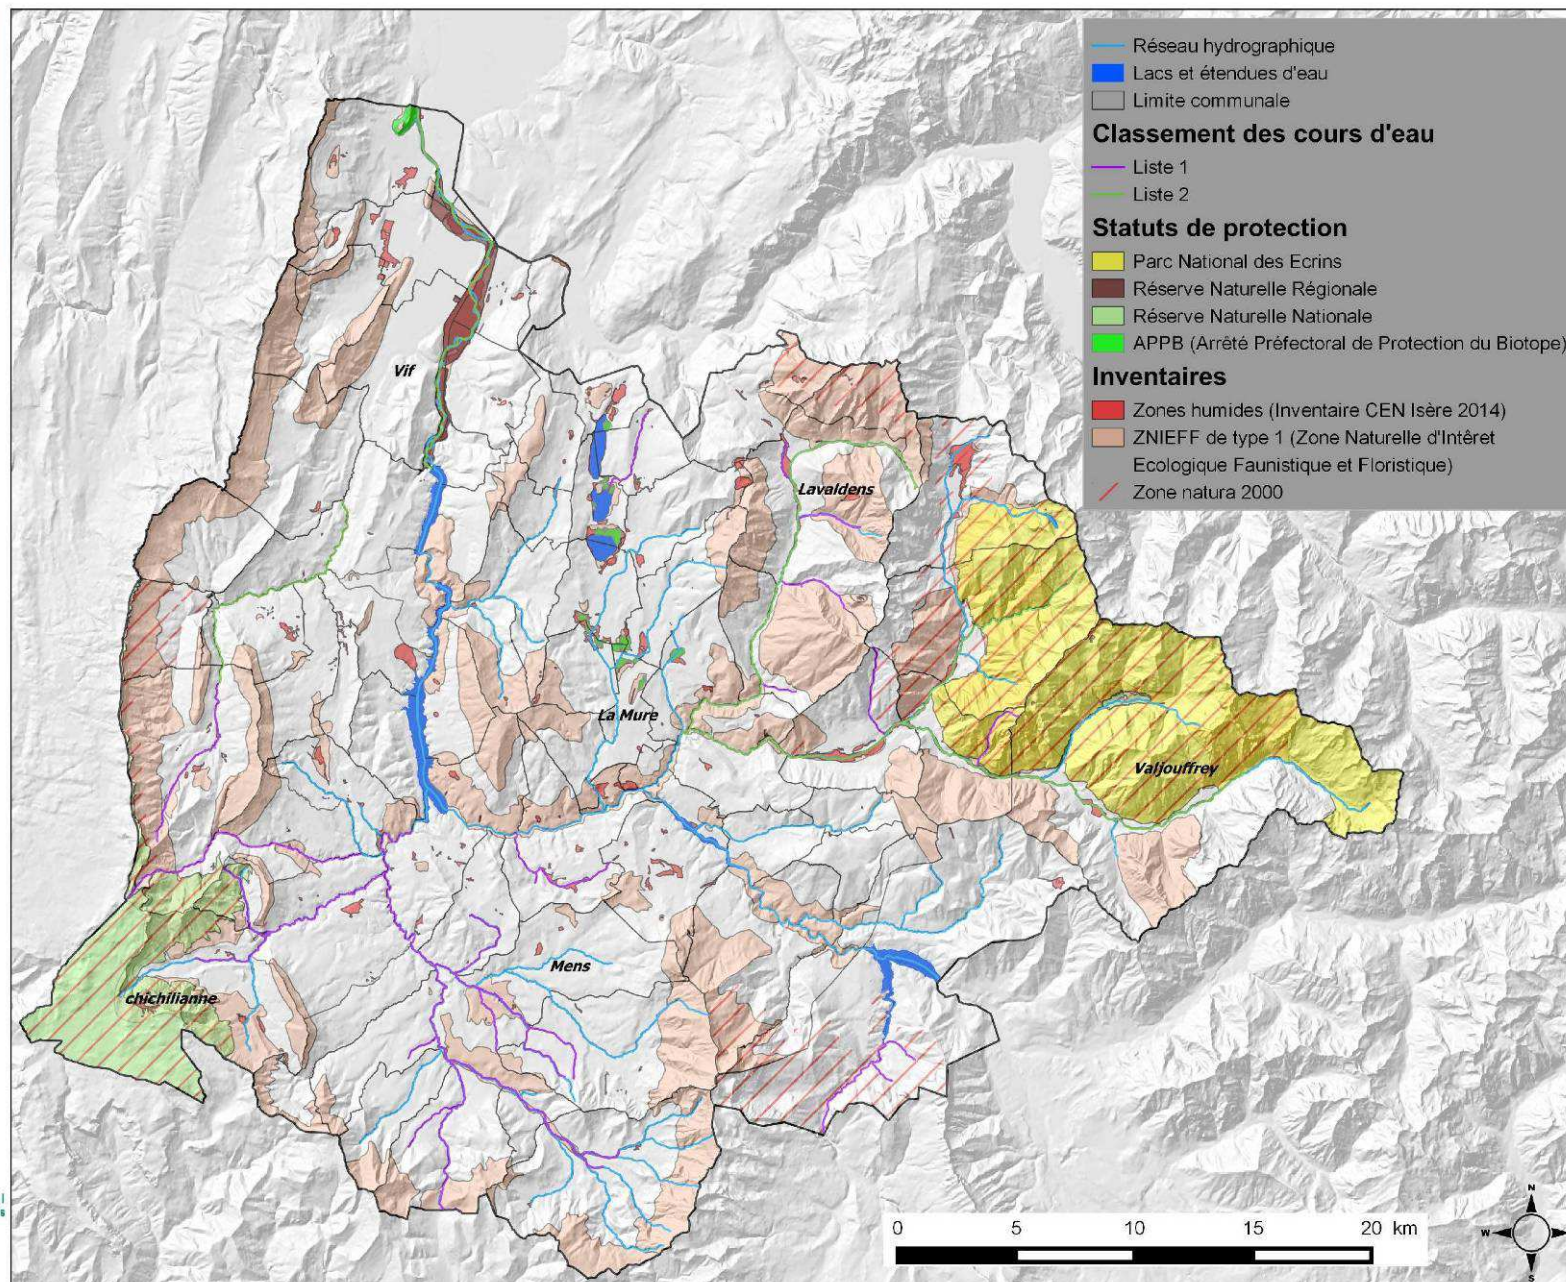 Réseau hydrographique
Lacs et étendues d'eau
Limite communale
Classement des cours d'eau
Liste 1
Liste 2
Statuts de protection
Parc National des Ecrins
Réserve Naturelle Régionale
Réserve Naturelle Nationale
APPB (Arrêté Préfectoral de Protection du Biotope)
Inventaires
Zones humides (Inventaire CEN Isère 2014)
ZNIEFF de type 1 (Zone Naturelle d'Intêret
Ecologique Faunistique et Floristique)
Zone natura 2000
Vif
Lavaldens
La Mure
Valjouffrey
Mens
chichilianne
0 5 10 15 20 km
N
W
S